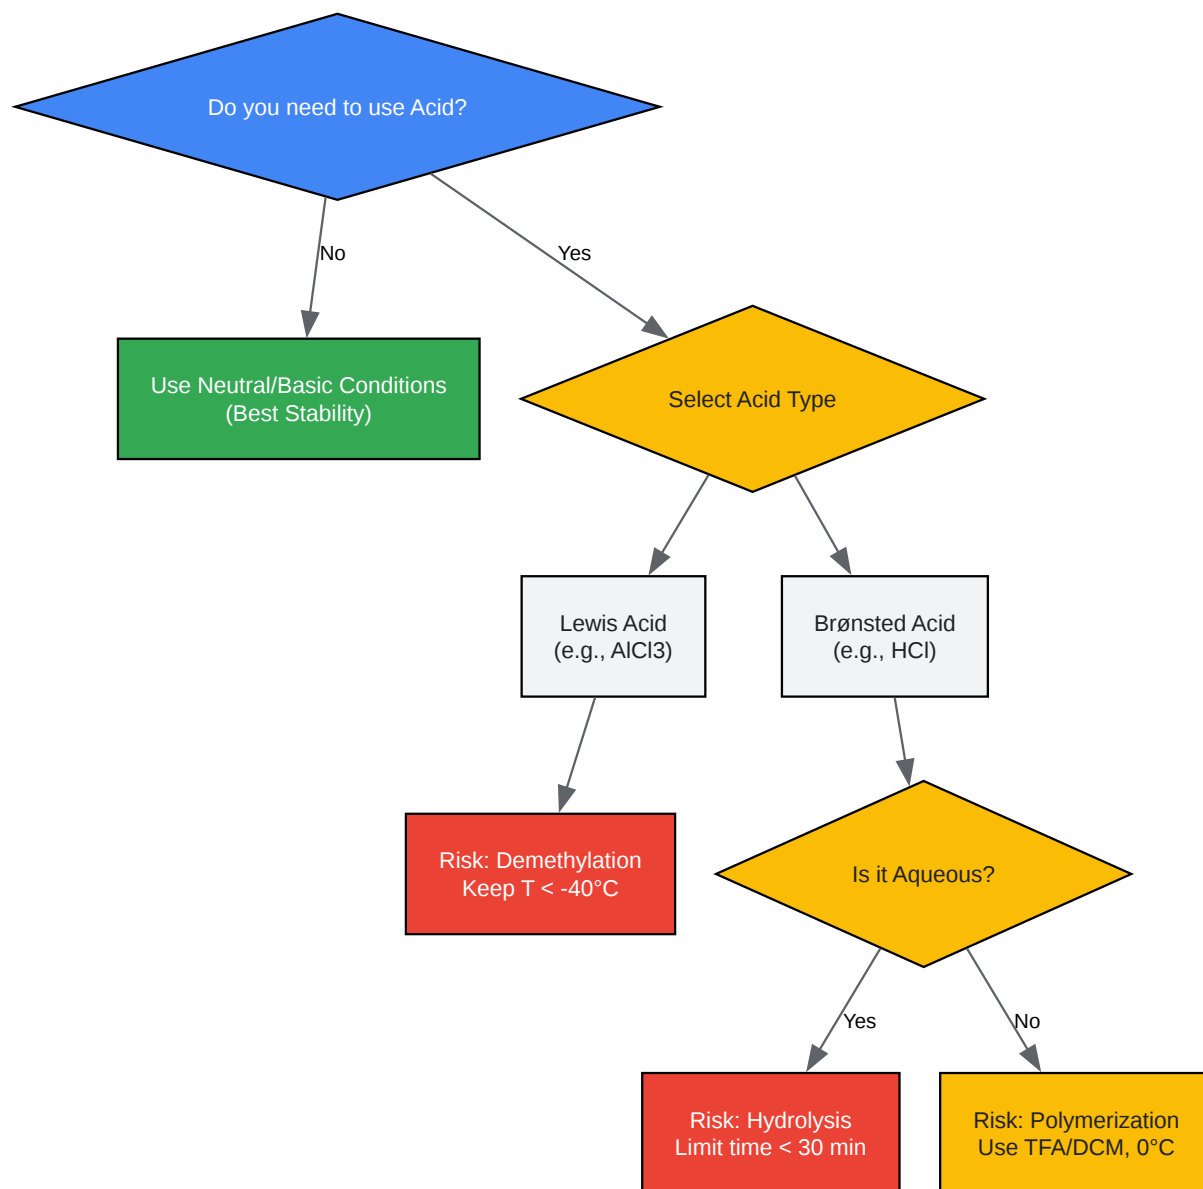 Do you need to use Acid?
No
Yes
Use Neutral/Basic Conditions
(Best Stability)
Select Acid Type
Lewis Acid
(e.g., AlCl3)
Brønsted Acid
(e.g., HCl)
Risk: Demethylation
Keep T < -40°C
Is it Aqueous?
Yes
No
Risk: Hydrolysis
Limit time < 30 min
Risk: Polymerization
Use TFA/DCM, 0°C